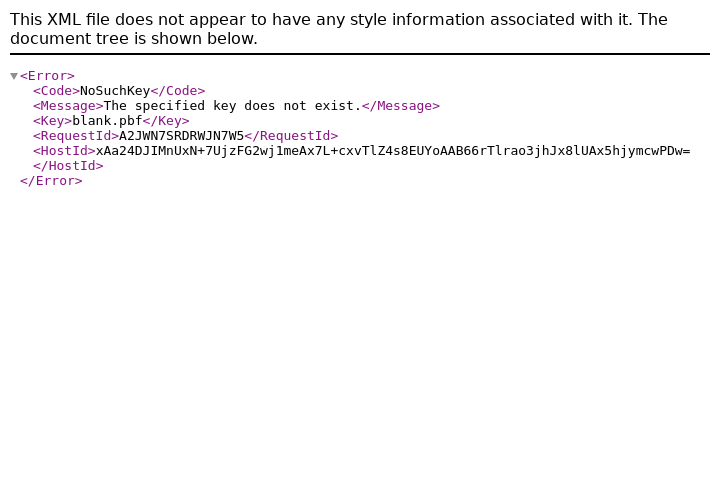 This XML file does not appear to have any style information associated with it. The
document tree is shown below.
<Error>
<Code>NoSuchKey</Code>
<Message>The specified key does not exist.</Message>
<Key>blank.pbf</Key>
<RequestId>A2JWN7SRDRWJN7W5</RequestId>
<HostId>xAa24DJIMnUxN+7UjzFG2wj1meAx7L+cxvTlZ4s8EUYoAAB66rTlrao3jhJx8lUAx5hjymcwPDw=
</HostId>
</Error>